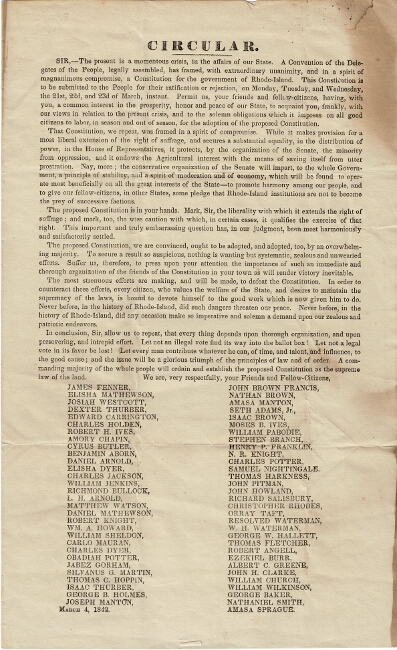 CIRCULAR.
SIR,—The present is a momentous crisis, in the affairs of our State. A Convention of the Dele-
gates of the People, legally assembled, has framed, with extraordinary unanimity, and in a spirit of
magnanimous compromise, a Constitution for the government of Rhode-Island. This Constitution is
to be submitted to the People for their ratification or rejection, on Monday, Tuesday, and Wednesday,
the 21st, 22d, and 23d of March, instant. Permit us, your friends and fellow-citizens, having, with
you, a common interest in the prosperity, honor and peace of our State, to acquaint you, frankly, with
our views in relation to the present crisis, and to the solemn obligations which it imposes on all good
citizens to labor, in season and out of season, for the adoption of the proposed Constitution.
That Constitution, we repeat, was framed in a spirit of compromise. While it makes provision for a
most liberal extension of the right of suffrage, and secures a substantial equality, in the distribution of
power, in the House of Representatives, it protects, by the organization of the Senate, the minority
from oppression, and it endows the Agricultural interest with the means of saving itself from utter
prostration. Nay, more; the conservative organization of the Senate will impart, to the whole Govern-
ment, a principle of stability, and a spirit of moderation and of economy, which will be found to oper-
ate most beneficially on all the great interests of the State—to promote harmony among our people, and
to give our fellow-citizens, in other States, some pledge that Rhode-Island institutions are not to become
the prey of successive factions.
The proposed Constitution is in your hands. Mark, Sir, the liberality with which it extends the right of
suffrage; and mark, too, the wise caution with which, in certain cases, it qualifies the exercise of that
right. This important and truly embarrassing question has, in our judgment, been most harmoniously
and satisfactorily settled.
The proposed Constitution, we are convinced, ought to be adopted, and adopted, too, by an overwhelm-
ing majority. To secure a result so auspicious, nothing is wanting but systematic, zealous and unwearied
efforts. Suffer us, therefore, to press upon your attention the importance of such an immediate and
thorough organization of the friends of the Constitution in your town as will render victory inevitable.
The most strenuous efforts are making, and will be made, to defeat the Constitution. In order to
counteract these efforts, every citizen, who values the welfare of the State, and desires to maintain the
supremacy of the laws, is bound to devote himself to the good work which is now given him to do.
Never before, in the history of Rhode-Island, did such dangers threaten our peace. Never before, in the
history of Rhode-Island, did any occasion make so imperative and solemn a demand upon our zealous and
patriotic endeavors.
In conclusion, Sir, allow us to repeat, that every thing depends upon thorough organization, and upon
persevering, and intrepid effort. Let not an illegal vote find its way into the ballot box! Let not a legal
vote in its favor be lost! Let every man contribute whatever he can, of time, and talent, and influence, to
the good cause; and the issue will be a glorious triumph of the principles of law and of order. A com-
manding majority of the whole people will ordain and establish the proposed Constitution as the supreme
law of the land. We are, very respectfully, your Friends and Fellow-Citizens,
JAMES FENNER,
ELISHA MATHEWSON,
JOSIAH WESTCOTT,
DEXTER THURBER,
EDWARD CARRINGTON,
CHARLES HOLDEN,
ROBERT H. IVES,
AMORY CHAPIN,
CYRUS BUTLER,
BENJAMIN ABORN,
DANIEL ARNOLD,
ELISHA DYER,
CHARLES JACKSON,
WILLIAM JENKINS,
RICHMOND BULLOCK,
L. H. ARNOLD,
MATTHEW WATSON,
DANIEL MATHEWSON,
ROBERT KNIGHT,
WM. A. HOWARD,
WILLIAM SHELDON,
CARLO MAURAN,
CHARLES DYER,
OBADIAH POTTER,
JABEZ GORHAM,
SILVANUS G. MARTIN,
THOMAS C. HOPPIN,
ISAAC THURBER,
GEORGE B. HOLMES,
JOSEPH MANTON,
March 4, 1842.
JOHN BROWN FRANCIS,
NATHAN BROWN,
AMASA MANTON,
SETH ADAMS, Jr.,
ISAAC BROWN,
MOSES B. IVES,
WILLIAM PABODIE,
STEPHEN BRANCH,
HENRY P. FRANKLIN,
N. R. KNIGHT,
CHARLES POTTER,
SAMUEL NIGHTINGALE,
THOMAS HARKNESS,
JOHN PITMAN,
JOHN HOWLAND,
RICHARD SALISBURY,
CHRISTOPHER RHODES,
ORRAY TAFT,
RESOLVED WATERMAN,
W. H. WATERMAN,
GEORGE W. HALLETT,
THOMAS FLETCHER,
ROBERT ANGELL,
EZEKIEL BURR,
ALBERT C. GREENE,
JOHN H. CLARKE,
WILLIAM CHURCH,
WILLIAM WILKINSON,
GEORGE BAKER,
NATHANIEL SMITH,
AMASA SPRAGUE.